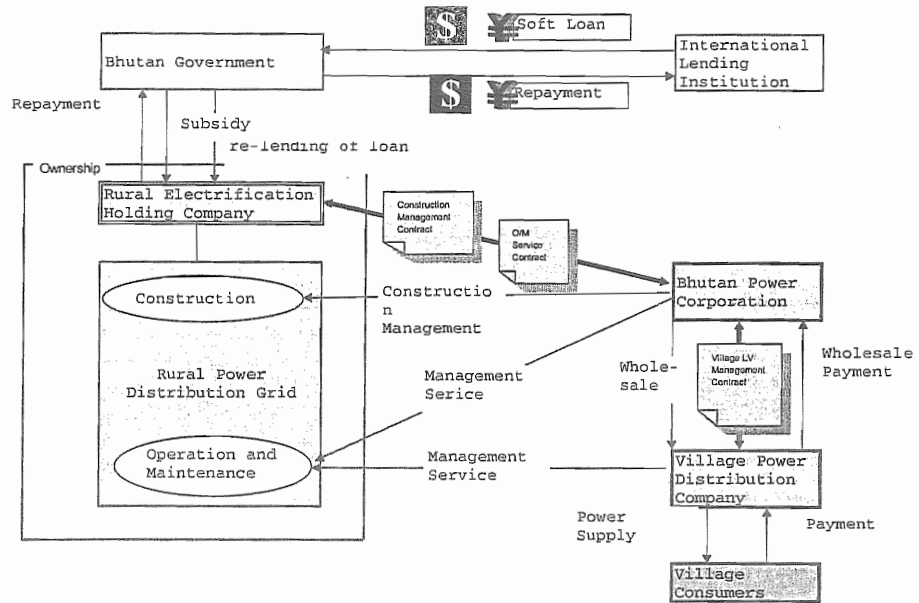 $ ¥ Soft Loan
Bhutan Government
International
Lending
Institution
$ ¥ Repayment
Repayment
Subsidy
re-lending of loan
Ownership
Rural Electrification
Holding Company
Construction
Management
Contract
O/M
Service
Contract
Bhutan Power
Corporation
Construction
Constructio
n
Management
Rural Power
Distribution Grid
Whole-
sale
Village LV
Management
Contract
Wholesale
Payment
Management
Serice
Operation and
Maintenance
Management
Service
Village Power
Distribution
Company
Power
Supply
Payment
Village
Consumers